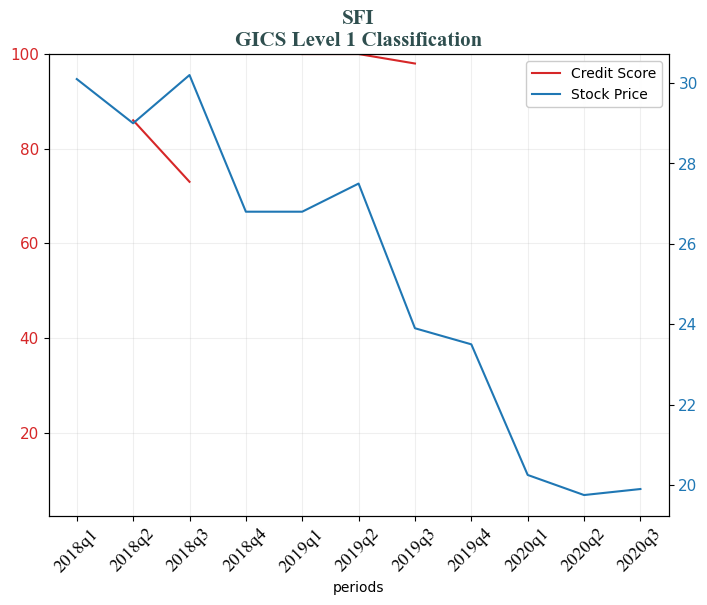 SFI
GICS Level 1 Classification
100
80
60
40
20
30
28
26
24
22
20
Credit Score
Stock Price
2018q1
2018q2
2018q3
2018q4
2019q1
2019q2
2019q3
2019q4
2020q1
2020q2
2020q3
periods